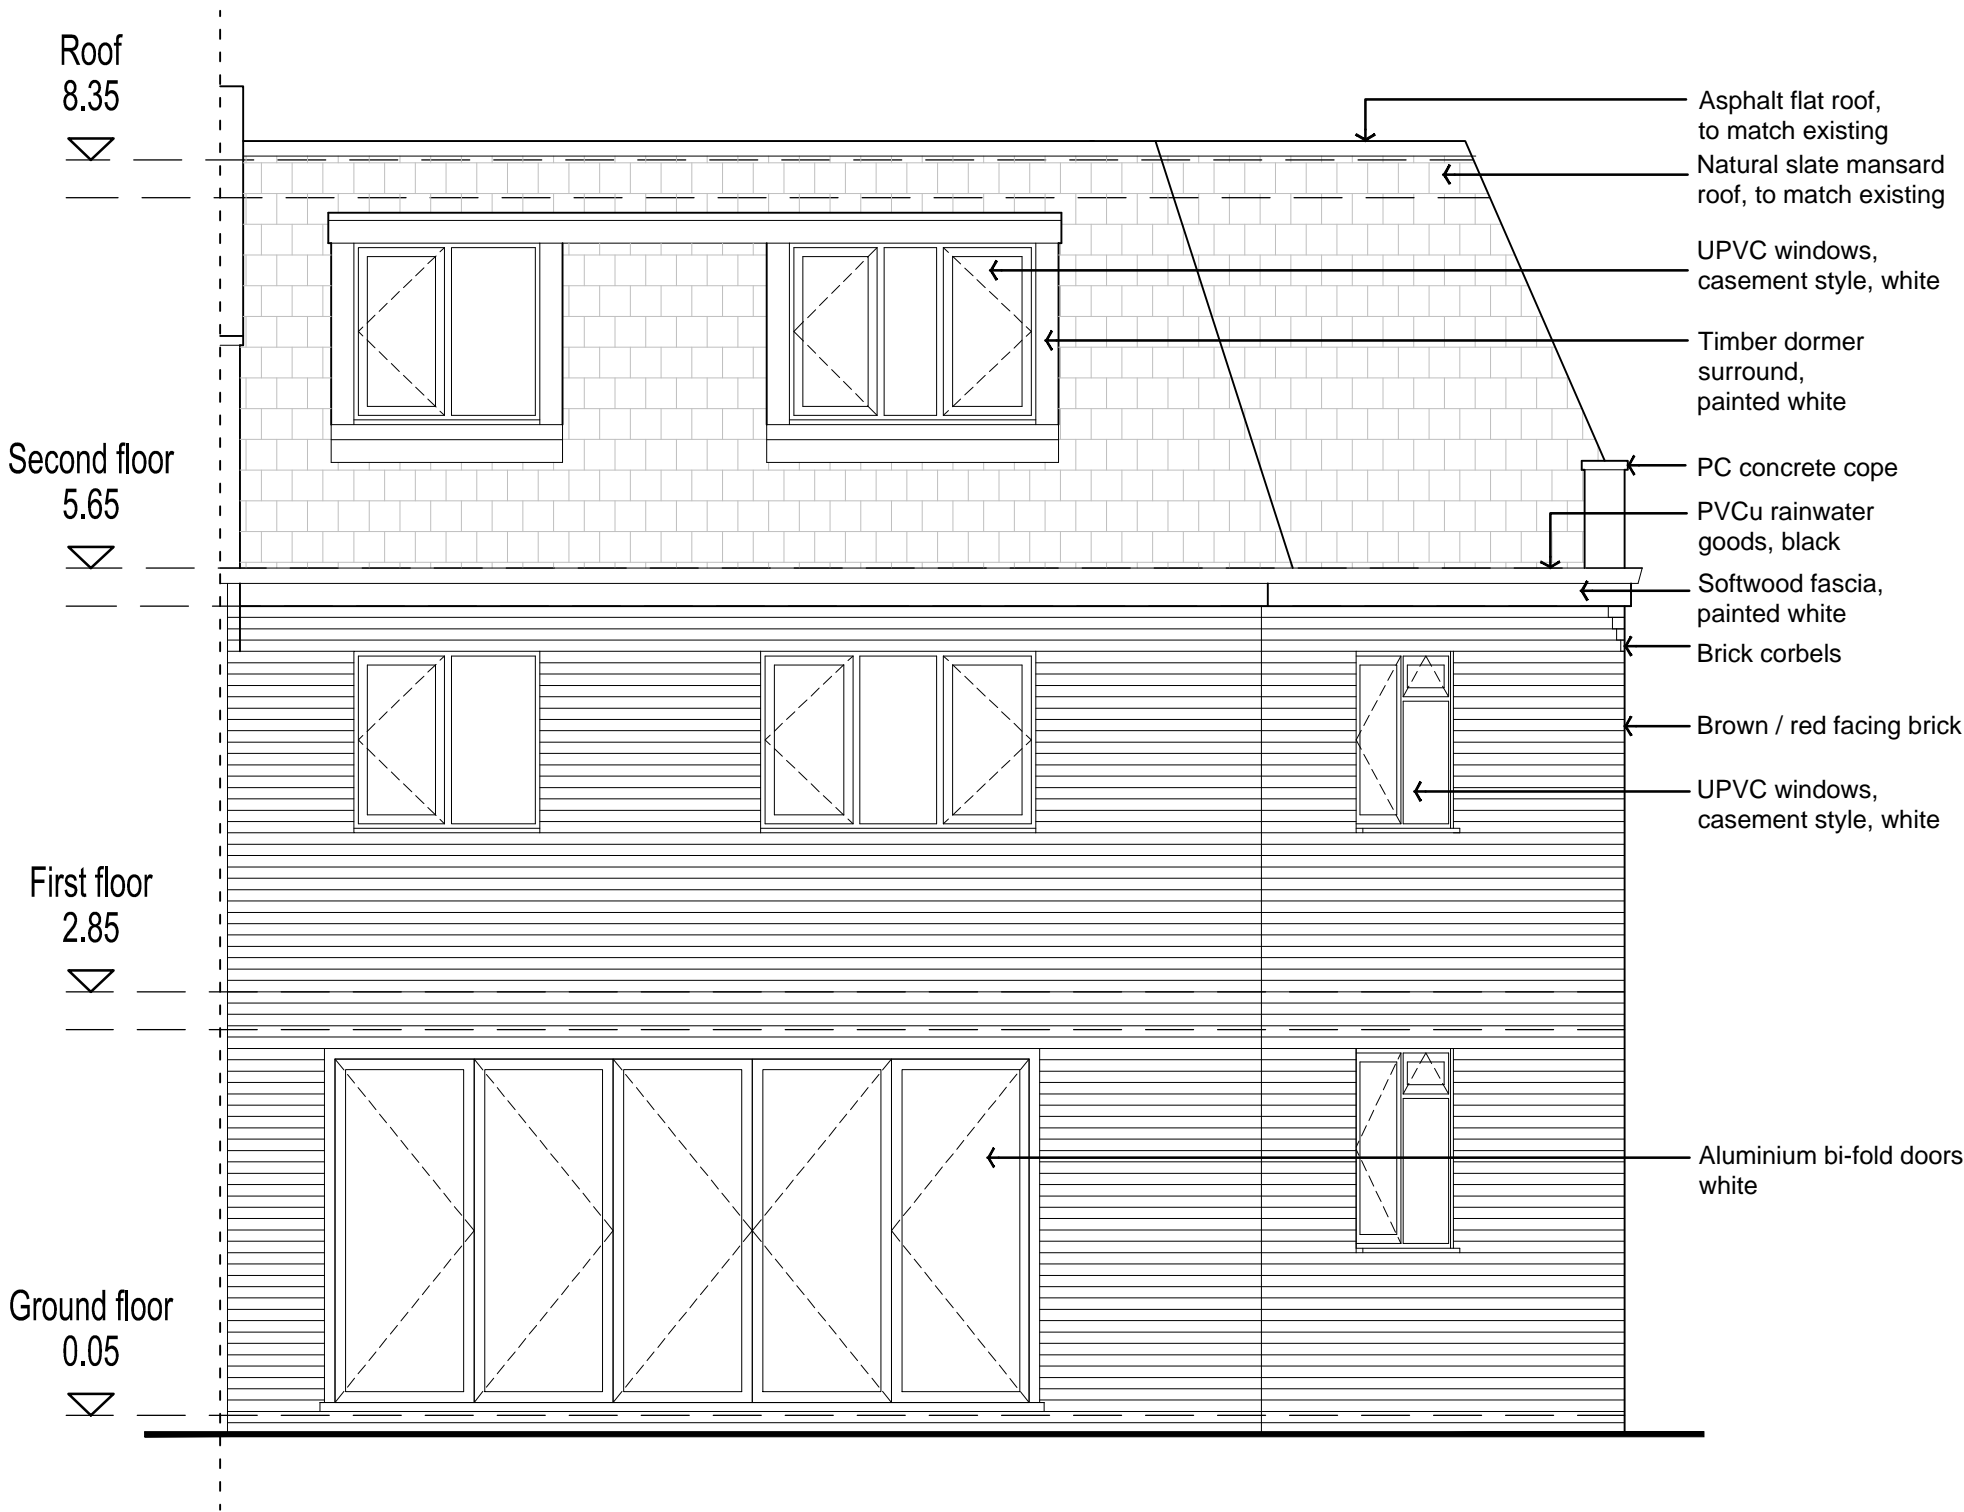 Roof
8.35
Second floor
5.65
First floor
2.85
Ground floor
0.05
Asphalt flat roof,
to match existing
Natural slate mansard
roof, to match existing
UPVC windows,
casement style, white
Timber dormer
surround,
painted white
PC concrete cope
PVCu rainwater
goods, black
Softwood fascia,
painted white
Brick corbels
Brown / red facing brick
UPVC windows,
casement style, white
Aluminium bi-fold doors
white